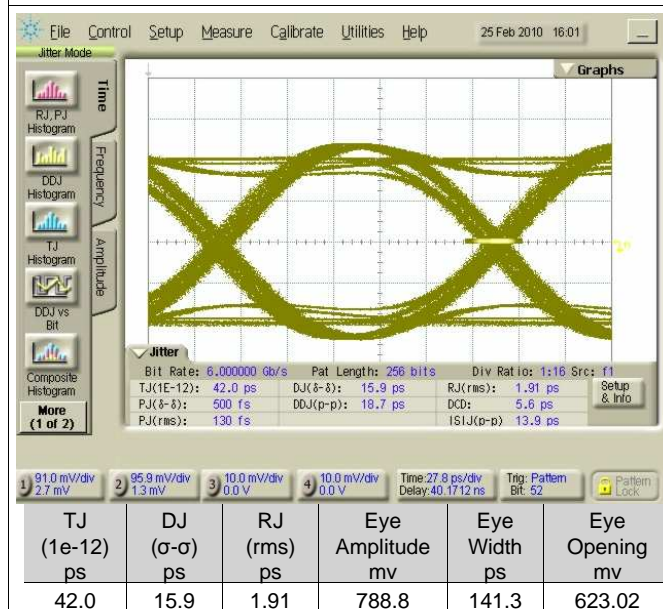 File Control Setup Measure Calibrate Utilities Help 25 Feb 2010 16:01
Jitter Mode
Graphs
Time
Frequency
Amplitude
RJ, PJ
Histogram
DDJ
Histogram
TJ
Histogram
DDJ vs
Bit
Composite
Histogram
More
(1 of 2)
Jitter
Bit Rate: 6.000000 Gb/s Pat Length: 256 bits Div Ratio: 1:16 Src: f1
TJ(1E-12): 42.0 ps DJ(δ-δ): 15.9 ps RJ(rms): 1.91 ps
PJ(δ-δ): 500 fs DDJ(p-p): 18.7 ps DCD: 5.6 ps
PJ(rms): 130 fs ISIJ(p-p) 13.9 ps
Setup
& Info
1) 91.0 mV/div 2) 95.9 mV/div 3) 10.0 mV/div 4) 10.0 mV/div Time:27.8 ps/div Trig: Pattern Pattern
2.7 mV 1.3 mV 0.0 V 0.0 V Delay:40.1712 ns Bit: 52 Lock
TJ DJ RJ Eye Eye Eye
(1e-12) (σ-σ) (rms) Amplitude Width Opening
ps ps ps mv ps mv
42.0 15.9 1.91 788.8 141.3 623.02